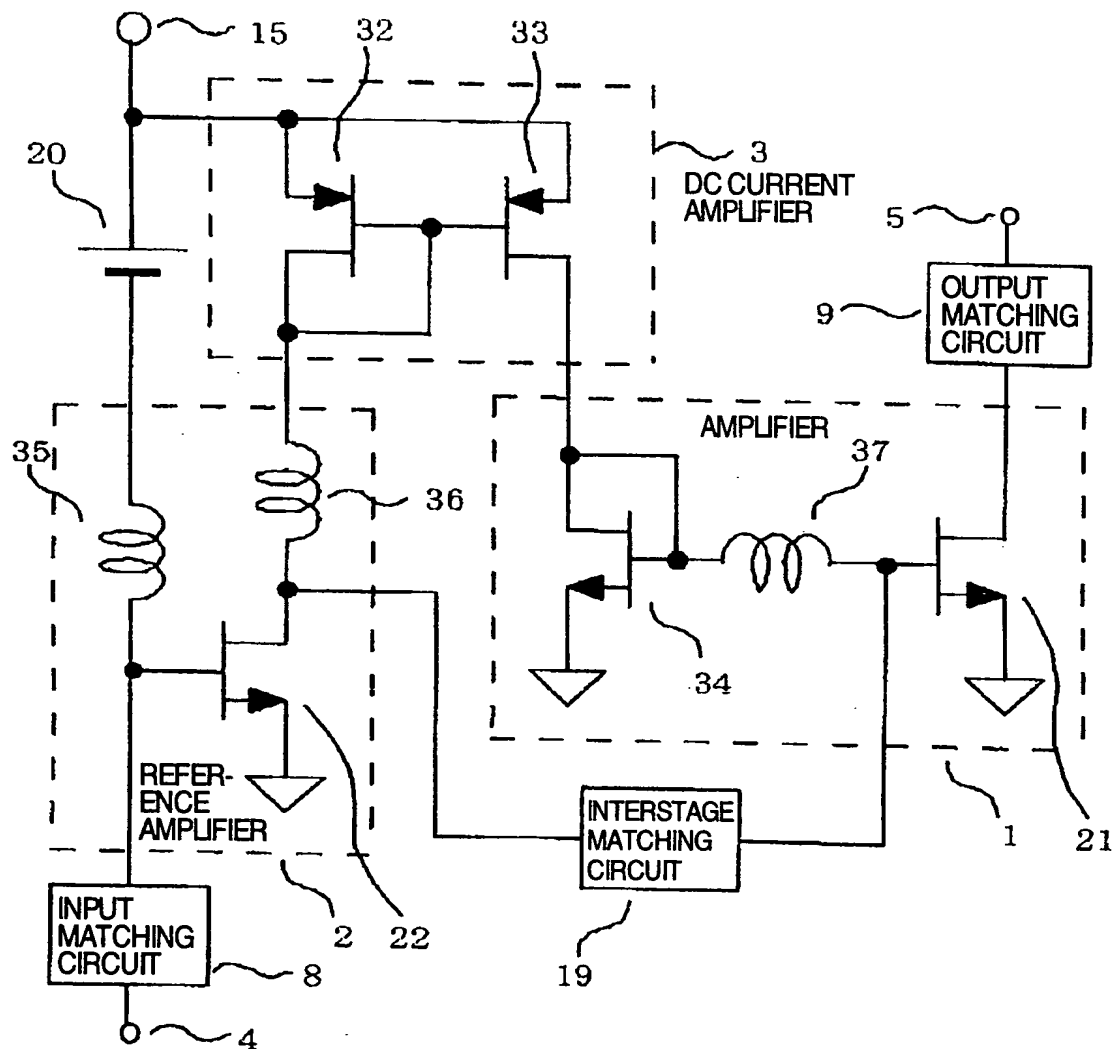 15
32
33
20
3
DC CURRENT
AMPLIFIER
5
9
OUTPUT
MATCHING
CIRCUIT
AMPLIFIER
35
36
37
34
REFER-
ENCE
AMPLIFIER
INTERSTAGE
MATCHING
CIRCUIT
1
21
INPUT
MATCHING
CIRCUIT
2
22
8
19
4